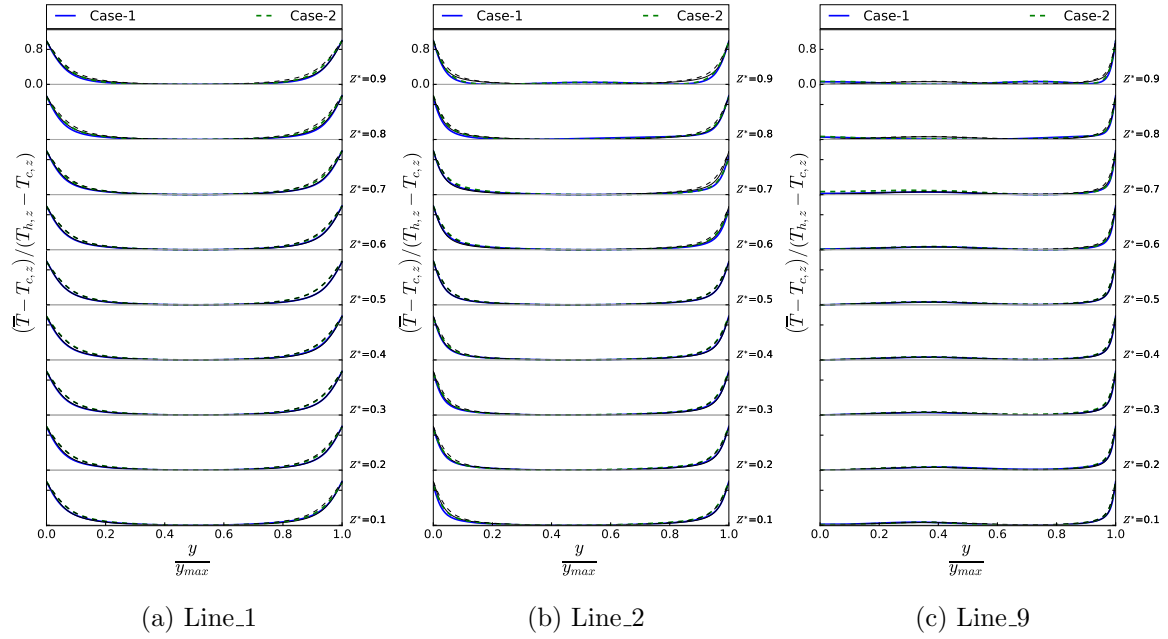 Case-1 Case-2
0.8
0.0
Z*=0.9
Z*=0.8
Z*=0.7
Z*=0.6
Z*=0.5
Z*=0.4
Z*=0.3
Z*=0.2
Z*=0.1
(T̅ − T_{c,z})/(T_{h,z} − T_{c,z})
0.0 0.2 0.4 0.6 0.8 1.0
y
y_{max}
(a) Line_1
Case-1 Case-2
0.8
0.0
Z*=0.9
Z*=0.8
Z*=0.7
Z*=0.6
Z*=0.5
Z*=0.4
Z*=0.3
Z*=0.2
Z*=0.1
(T̅ − T_{c,z})/(T_{h,z} − T_{c,z})
0.0 0.2 0.4 0.6 0.8 1.0
y
y_{max}
(b) Line_2
Case-1 Case-2
0.8
0.0
Z*=0.9
Z*=0.8
Z*=0.7
Z*=0.6
Z*=0.5
Z*=0.4
Z*=0.3
Z*=0.2
Z*=0.1
(T̅ − T_{c,z})/(T_{h,z} − T_{c,z})
0.0 0.2 0.4 0.6 0.8 1.0
y
y_{max}
(c) Line_9